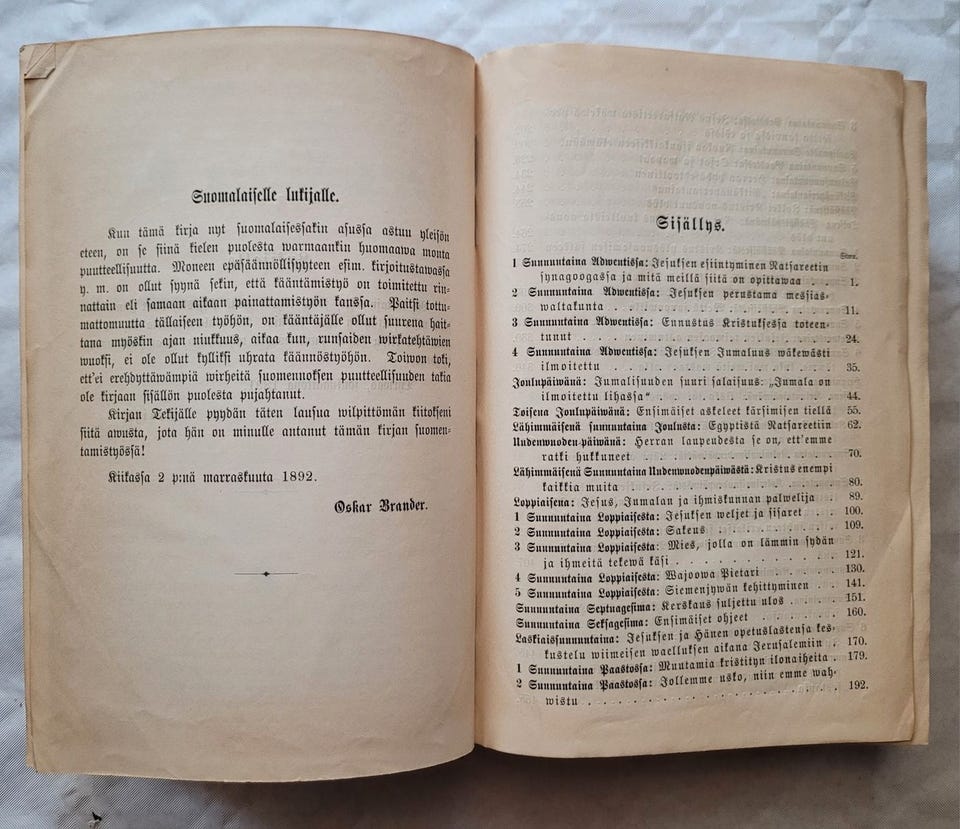 Suomalaiselle lukijalle.
Kun tämä kirja nyt suomalaisessakin asussa astuu yleisön
eteen, on se siinä kielen puolesta warmaankin huomaawa monta
puutteellisuutta. Moneen epäsäännöllisyyteen esim. kirjoitustawassa
y. m. on ollut syynä sekin, että kääntämistyö on toimitettu rin-
nattain eli samaan aikaan painattamistyön kanssa. Paitsi tottu-
mattomuutta tällaiseen työhön, on kääntäjälle ollut suurena hait-
tana myöskin ajan niukkuus, aikaa kun, runsaiden wirkatehtäwien
wuoksi, ei ole ollut kylliksi uhrata käännöstyöhön. Toiwon toki,
ett'ei erehdyttäwämpiä wirheitä suomennoksen puutteellisuuden takia
ole kirjaan sisällön puolesta pujahtanut.
Kirjan Tekijälle pyydän täten lausua wilpittömän kiitokseni
siitä awusta, jota hän on minulle antanut tämän kirjan suomen-
tamistyössä!
Kiikassa 2 p:nä marraskuuta 1892.
Oskar Brander.
Sisällys.
Siwu.
1 Sunnuntaina Adwentissa: Jesuksen esiintyminen Natsareetin
synagoogassa ja mitä meillä siitä on opittawaa . . 1.
2 Sunnuntaina Adwentissa: Jesuksen perustama messias-
waltakunta . . . . . . . . . . . . . 11.
3 Sunnuntaina Adwentissa: Ennustus Kristuksessa toteen-
tunut . . . . . . . . . . . . . . . 24.
4 Sunnuntaina Adwentissa: Jesuksen Jumaluus wäkewästi
ilmoitettu . . . . . . . . . . . . . 35.
Joulupäiwänä: Jumalisuuden suuri salaisuus: „Jumala on
ilmoitettu lihassa“ . . . . . . . . . . 44.
Toisena Joulupäiwänä: Ensimäiset askeleet kärsimisen tiellä 55.
Lähimmäisenä sunnuntaina Joulusta: Egyptistä Natsareetiin 62.
Uudenwuoden-päiwänä: Herran laupeudesta se on, ett'emme
ratki hukkuneet . . . . . . . . . . . 70.
Lähimmäisenä Sunnuntaina Uudenwuodenpäiwästä: Kristus enempi
kaikkia muita . . . . . . . . . . . . 80.
Loppiaisena: Jesus, Jumalan ja ihmiskunnan palwelija . . 89.
1 Sunnuntaina Loppiaisesta: Jesuksen weljet ja sisaret . . 100.
2 Sunnuntaina Loppiaisesta: Sakeus . . . . . . . 109.
3 Sunnuntaina Loppiaisesta: Mies, jolla on lämmin sydän
ja ihmeitä tekewä käsi . . . . . . . . . 121.
4 Sunnuntaina Loppiaisesta: Wajoowa Pietari . . . . 130.
5 Sunnuntaina Loppiaisesta: Siemenjywän kehittyminen . . 141.
Sunnuntaina Septuagesima: Kerskaus suljettu ulos . . . 151.
Sunnuntaina Seksagesima: Ensimäiset ohjeet . . . . . 160.
Laskiaissunnuntaina: Jesuksen ja Hänen opetuslastensa kes-
kustelu wiimeisen waelluksen aikana Jerusalemiin . 170.
1 Sunnuntaina Paastossa: Muutamia kristityn ilonaiheita . 179.
2 Sunnuntaina Paastossa: Jollemme usko, niin emme wah-
wistu . . . . . . . . . . . . . . . 192.